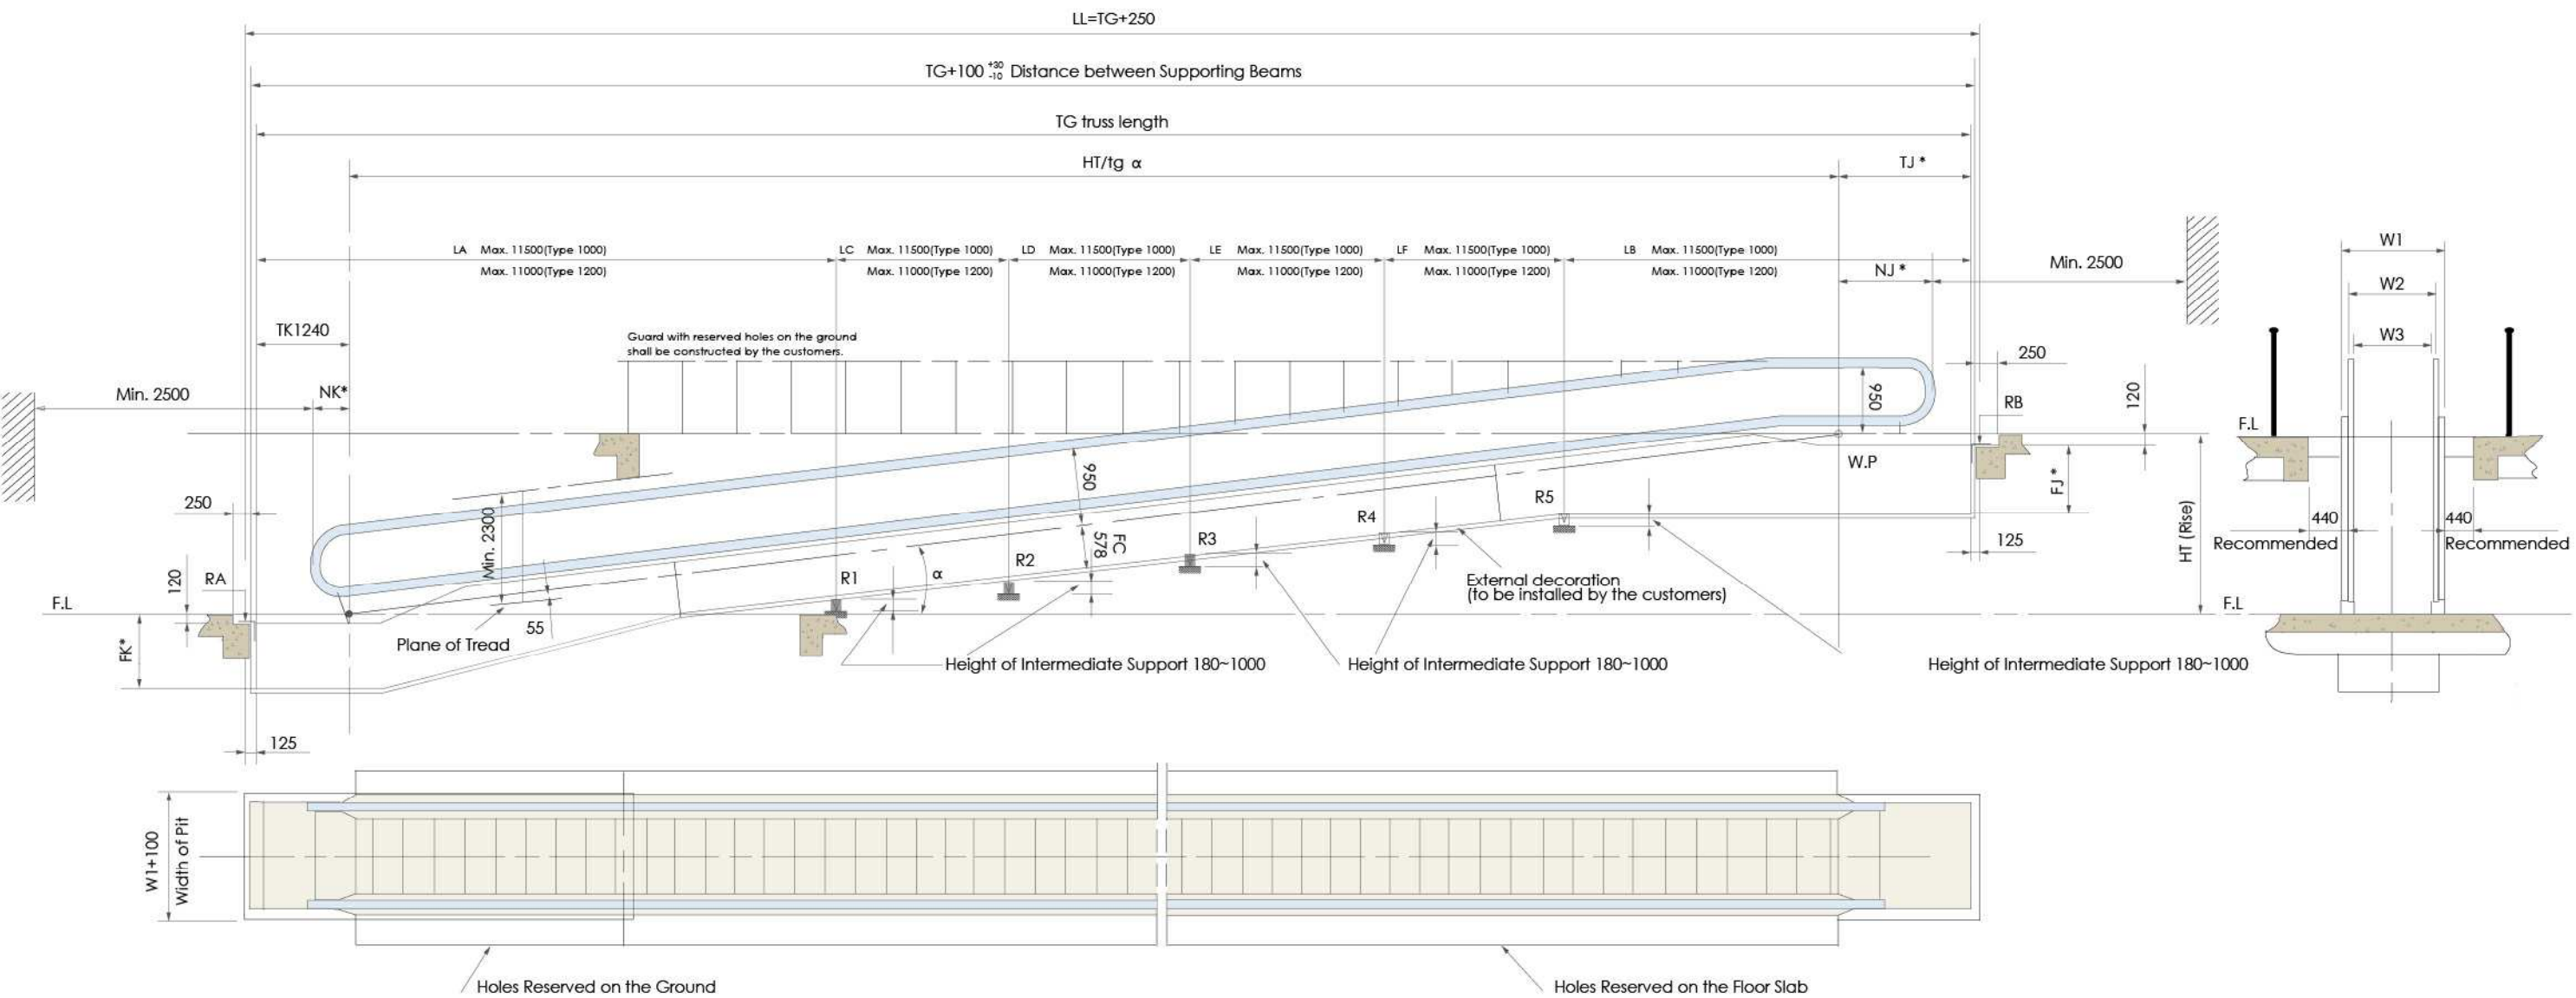 LL=TG+250
TG+100 +30 -10 Distance between Supporting Beams
TG truss length
HT/tg α
TJ *
LA Max. 11500(Type 1000)
Max. 11000(Type 1200)
LC Max. 11500(Type 1000)
Max. 11000(Type 1200)
LD Max. 11500(Type 1000)
Max. 11000(Type 1200)
LE Max. 11500(Type 1000)
Max. 11000(Type 1200)
LF Max. 11500(Type 1000)
Max. 11000(Type 1200)
LB Max. 11500(Type 1000)
Max. 11000(Type 1200)
NJ *
Min. 2500
W1
W2
W3
TK1240
Guard with reserved holes on the ground
shall be constructed by the customers.
Min. 2500
NK*
250
950
RB
120
F.L
W.P
FJ *
HT (Rise)
950
250
Min. 2300
FC
578
α
R1
R2
R3
R4
R5
120
RA
F.L
FK*
55
Plane of Tread
External decoration
(to be installed by the customers)
125
440
Recommended
440
Recommended
F.L
Height of Intermediate Support 180~1000
Height of Intermediate Support 180~1000
Height of Intermediate Support 180~1000
125
W1+100
Width of Pit
Holes Reserved on the Ground
Holes Reserved on the Floor Slab